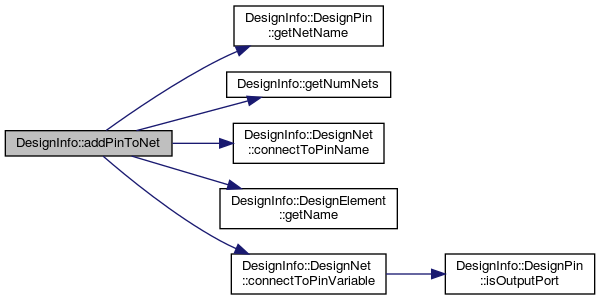 DesignInfo::DesignPin
::getNetName
DesignInfo::getNumNets
DesignInfo::addPinToNet
DesignInfo::DesignNet
::connectToPinName
DesignInfo::DesignElement
::getName
DesignInfo::DesignNet
::connectToPinVariable
DesignInfo::DesignPin
::isOutputPort